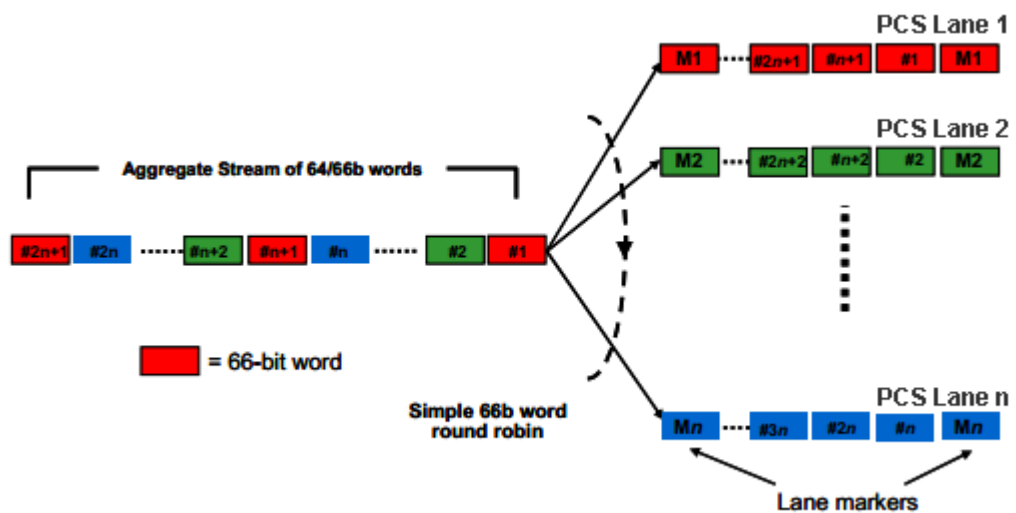 PCS Lane 1
M1 #2n+1 #n+1 #1 M1
PCS Lane 2
M2 #2n+2 #n+2 #2 M2
Aggregate Stream of 64/66b words
#2n+1 #2n #n+2 #n+1 #n #2 #1
= 66-bit word
Simple 66b word
round robin
PCS Lane n
Mn #3n #2n #n Mn
Lane markers